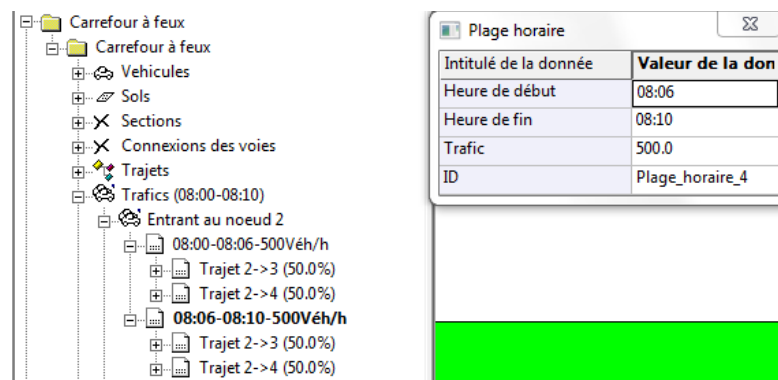 Carrefour à feux
Carrefour à feux
Vehicules
Sols
Sections
Connexions des voies
Trajets
Trafics (08:00-08:10)
Entrant au noeud 2
08:00-08:06-500Véh/h
Trajet 2->3 (50.0%)
Trajet 2->4 (50.0%)
08:06-08:10-500Véh/h
Trajet 2->3 (50.0%)
Trajet 2->4 (50.0%)
Plage horaire
Intitulé de la donnée Valeur de la don
Heure de début 08:06
Heure de fin 08:10
Trafic 500.0
ID Plage_horaire_4